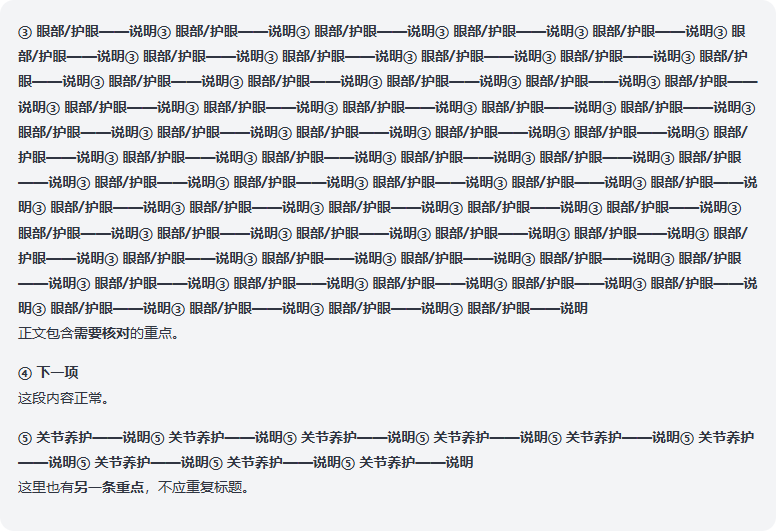 ③ 眼部/护眼——说明③ 眼部/护眼——说明③ 眼部/护眼——说明③ 眼部/护眼——说明③ 眼部/护眼——说明③ 眼
部/护眼——说明③ 眼部/护眼——说明③ 眼部/护眼——说明③ 眼部/护眼——说明③ 眼部/护眼——说明③ 眼部/护
眼——说明③ 眼部/护眼——说明③ 眼部/护眼——说明③ 眼部/护眼——说明③ 眼部/护眼——说明③ 眼部/护眼——
说明③ 眼部/护眼——说明③ 眼部/护眼——说明③ 眼部/护眼——说明③ 眼部/护眼——说明③ 眼部/护眼——说明③
眼部/护眼——说明③ 眼部/护眼——说明③ 眼部/护眼——说明③ 眼部/护眼——说明③ 眼部/护眼——说明③ 眼部/
护眼——说明③ 眼部/护眼——说明③ 眼部/护眼——说明③ 眼部/护眼——说明③ 眼部/护眼——说明③ 眼部/护眼
——说明③ 眼部/护眼——说明③ 眼部/护眼——说明③ 眼部/护眼——说明③ 眼部/护眼——说明③ 眼部/护眼——说
明③ 眼部/护眼——说明③ 眼部/护眼——说明③ 眼部/护眼——说明③ 眼部/护眼——说明③ 眼部/护眼——说明③
眼部/护眼——说明③ 眼部/护眼——说明③ 眼部/护眼——说明③ 眼部/护眼——说明③ 眼部/护眼——说明③ 眼部/
护眼——说明③ 眼部/护眼——说明③ 眼部/护眼——说明③ 眼部/护眼——说明③ 眼部/护眼——说明③ 眼部/护眼
——说明③ 眼部/护眼——说明③ 眼部/护眼——说明③ 眼部/护眼——说明③ 眼部/护眼——说明③ 眼部/护眼——说
明③ 眼部/护眼——说明③ 眼部/护眼——说明③ 眼部/护眼——说明③ 眼部/护眼——说明
正文包含需要核对的重点。
④ 下一项
这段内容正常。
⑤ 关节养护——说明⑤ 关节养护——说明⑤ 关节养护——说明⑤ 关节养护——说明⑤ 关节养护——说明⑤ 关节养护
——说明⑤ 关节养护——说明⑤ 关节养护——说明⑤ 关节养护——说明
这里也有另一条重点，不应重复标题。